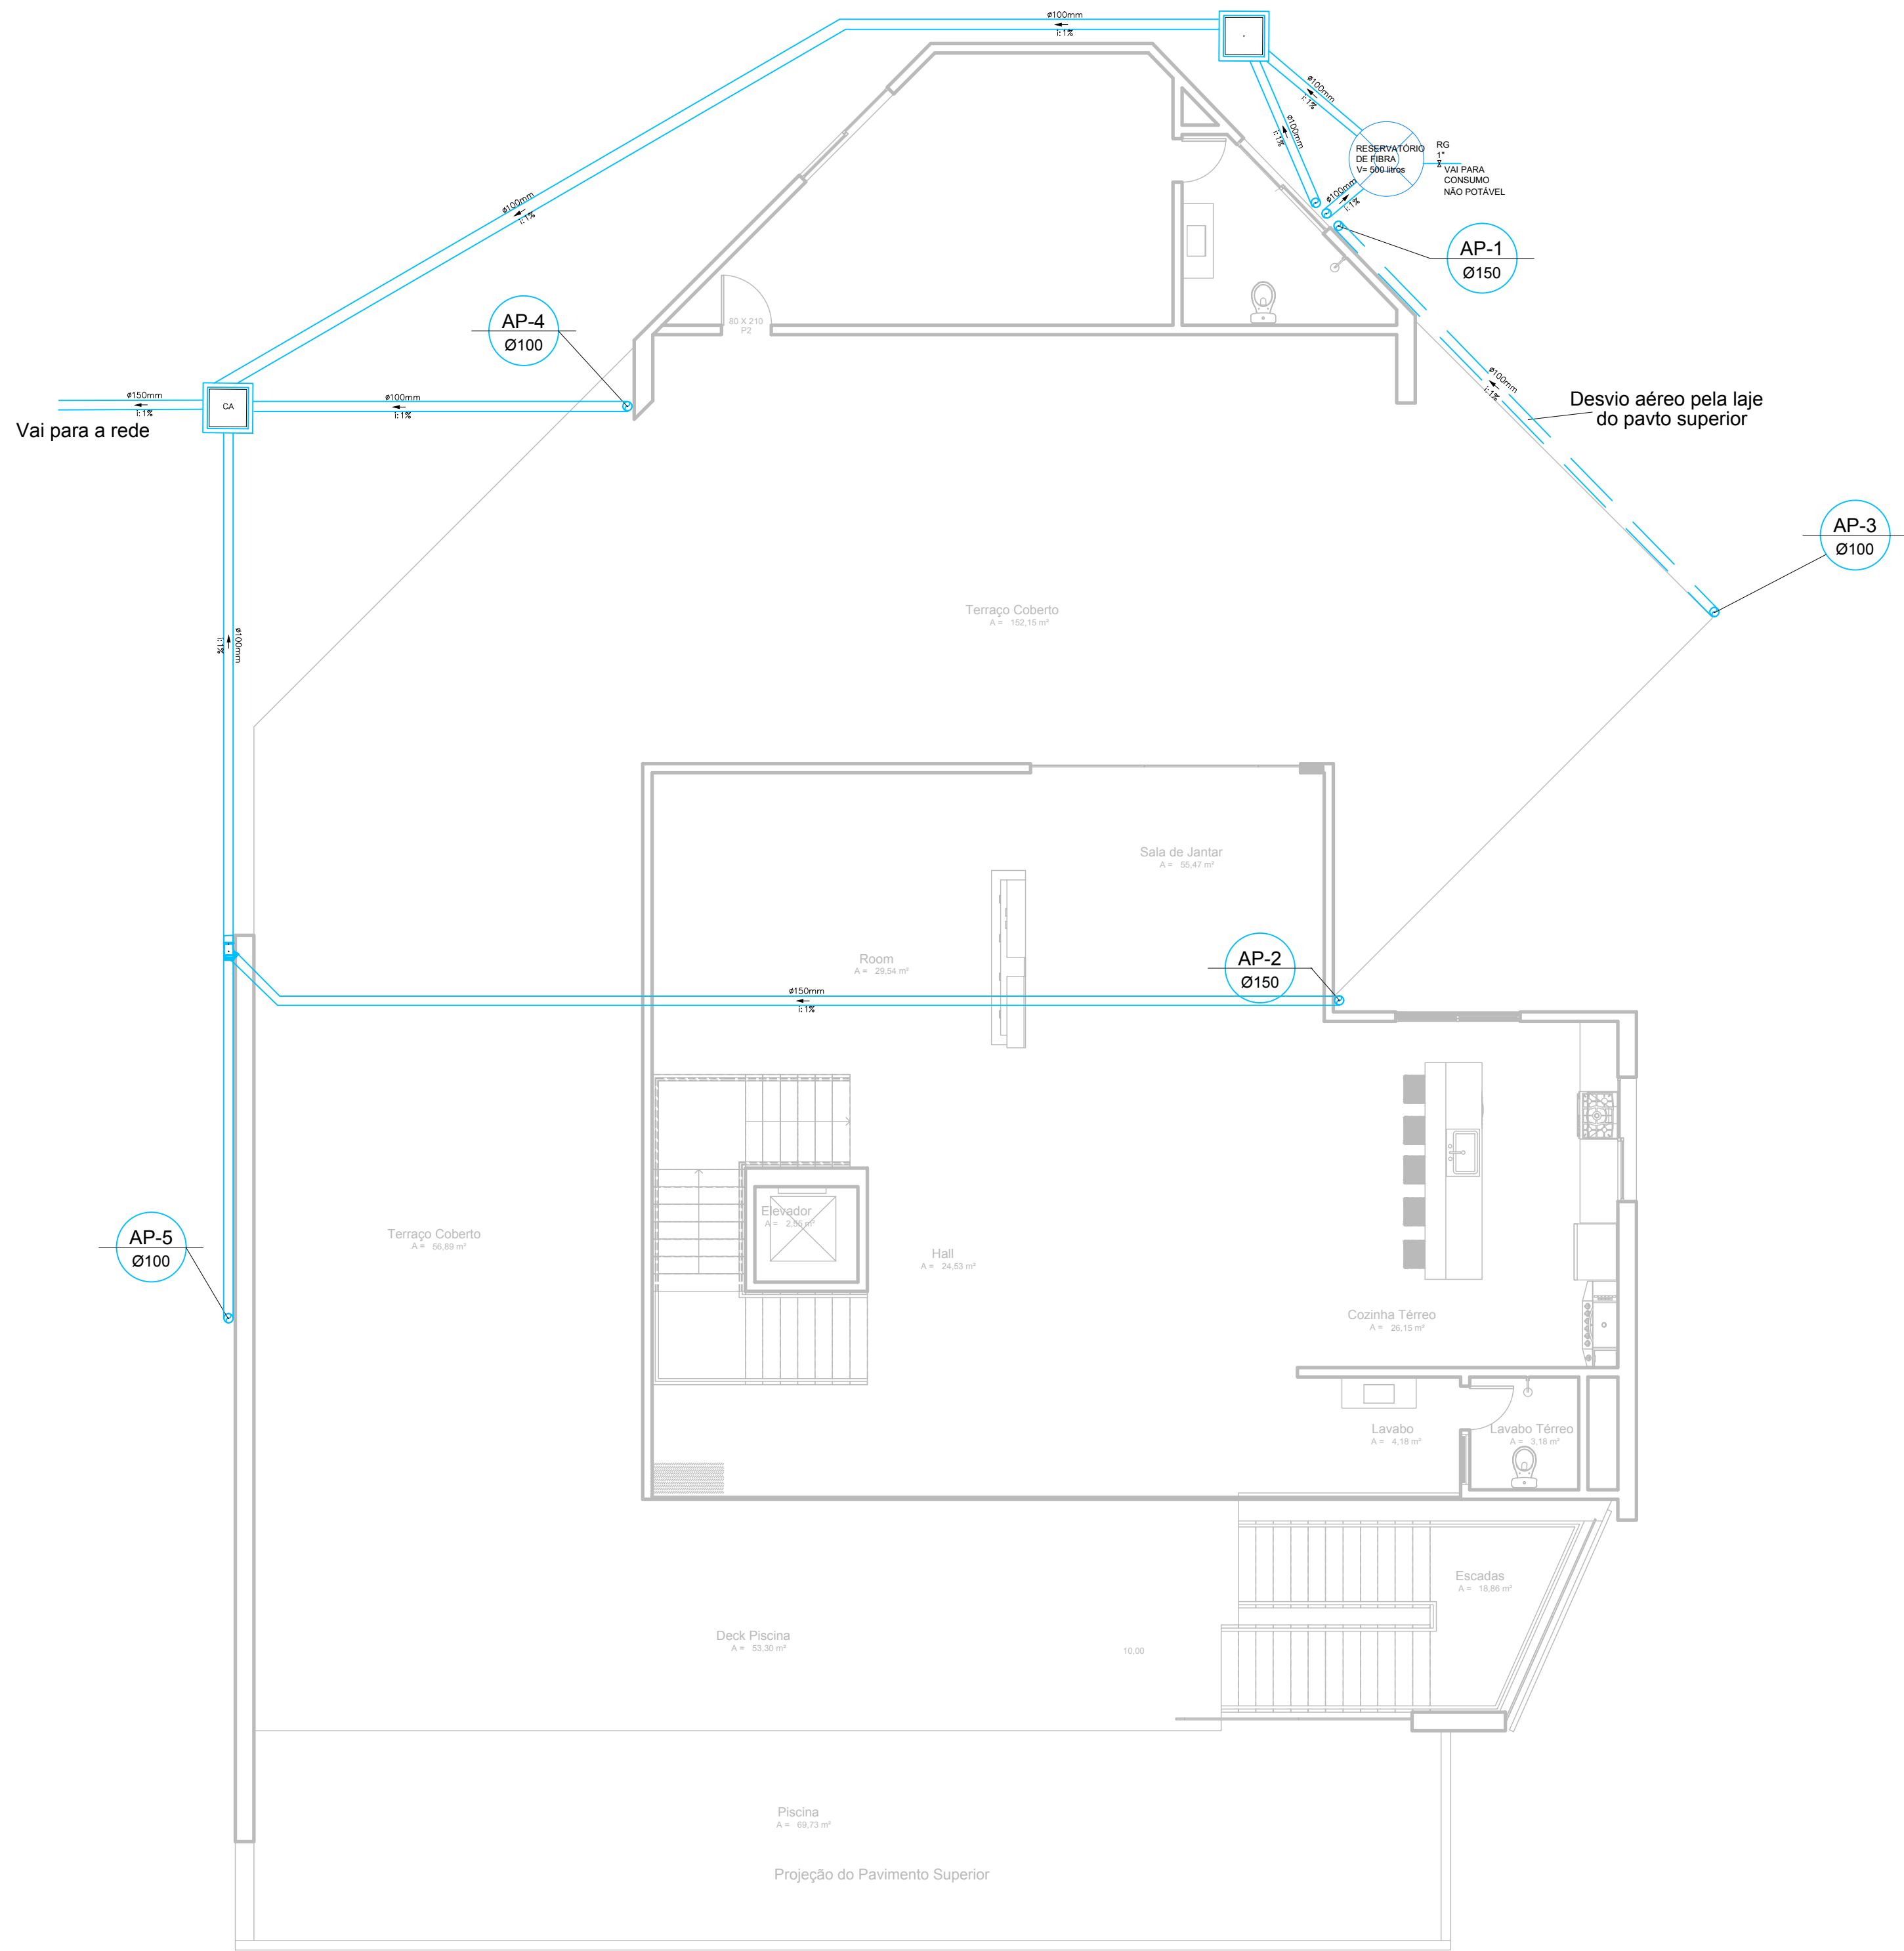 ø100mm
i: 1%
ø100mm
i: 1%
ø100mm
i: 1%
RESERVATÓRIO
DE FIBRA
V= 500 litros
RG
1"
VAI PARA
CONSUMO
NÃO POTÁVEL
ø100mm
i: 1%
ø100mm
i: 1%
AP-1
Ø150
AP-4
Ø100
80 X 210
P2
ø150mm
i: 1%
CA
ø100mm
i: 1%
Vai para a rede
ø100mm
i: 1%
Desvio aéreo pela laje
do pavto superior
AP-3
Ø100
Terraço Coberto
A = 152,15 m²
ø100mm
i: 1%
Sala de Jantar
A = 55,47 m²
Room
A = 29,54 m²
AP-2
Ø150
ø150mm
i: 1%
Elevador
A = 2,55 m²
Terraço Coberto
A = 56,89 m²
AP-5
Ø100
Hall
A = 24,53 m²
Cozinha Térreo
A = 26,15 m²
Lavabo
A = 4,18 m²
Lavabo Térreo
A = 3,18 m²
Escadas
A = 18,86 m²
Deck Piscina
A = 53,30 m²
10,00
Piscina
A = 69,73 m²
Projeção do Pavimento Superior